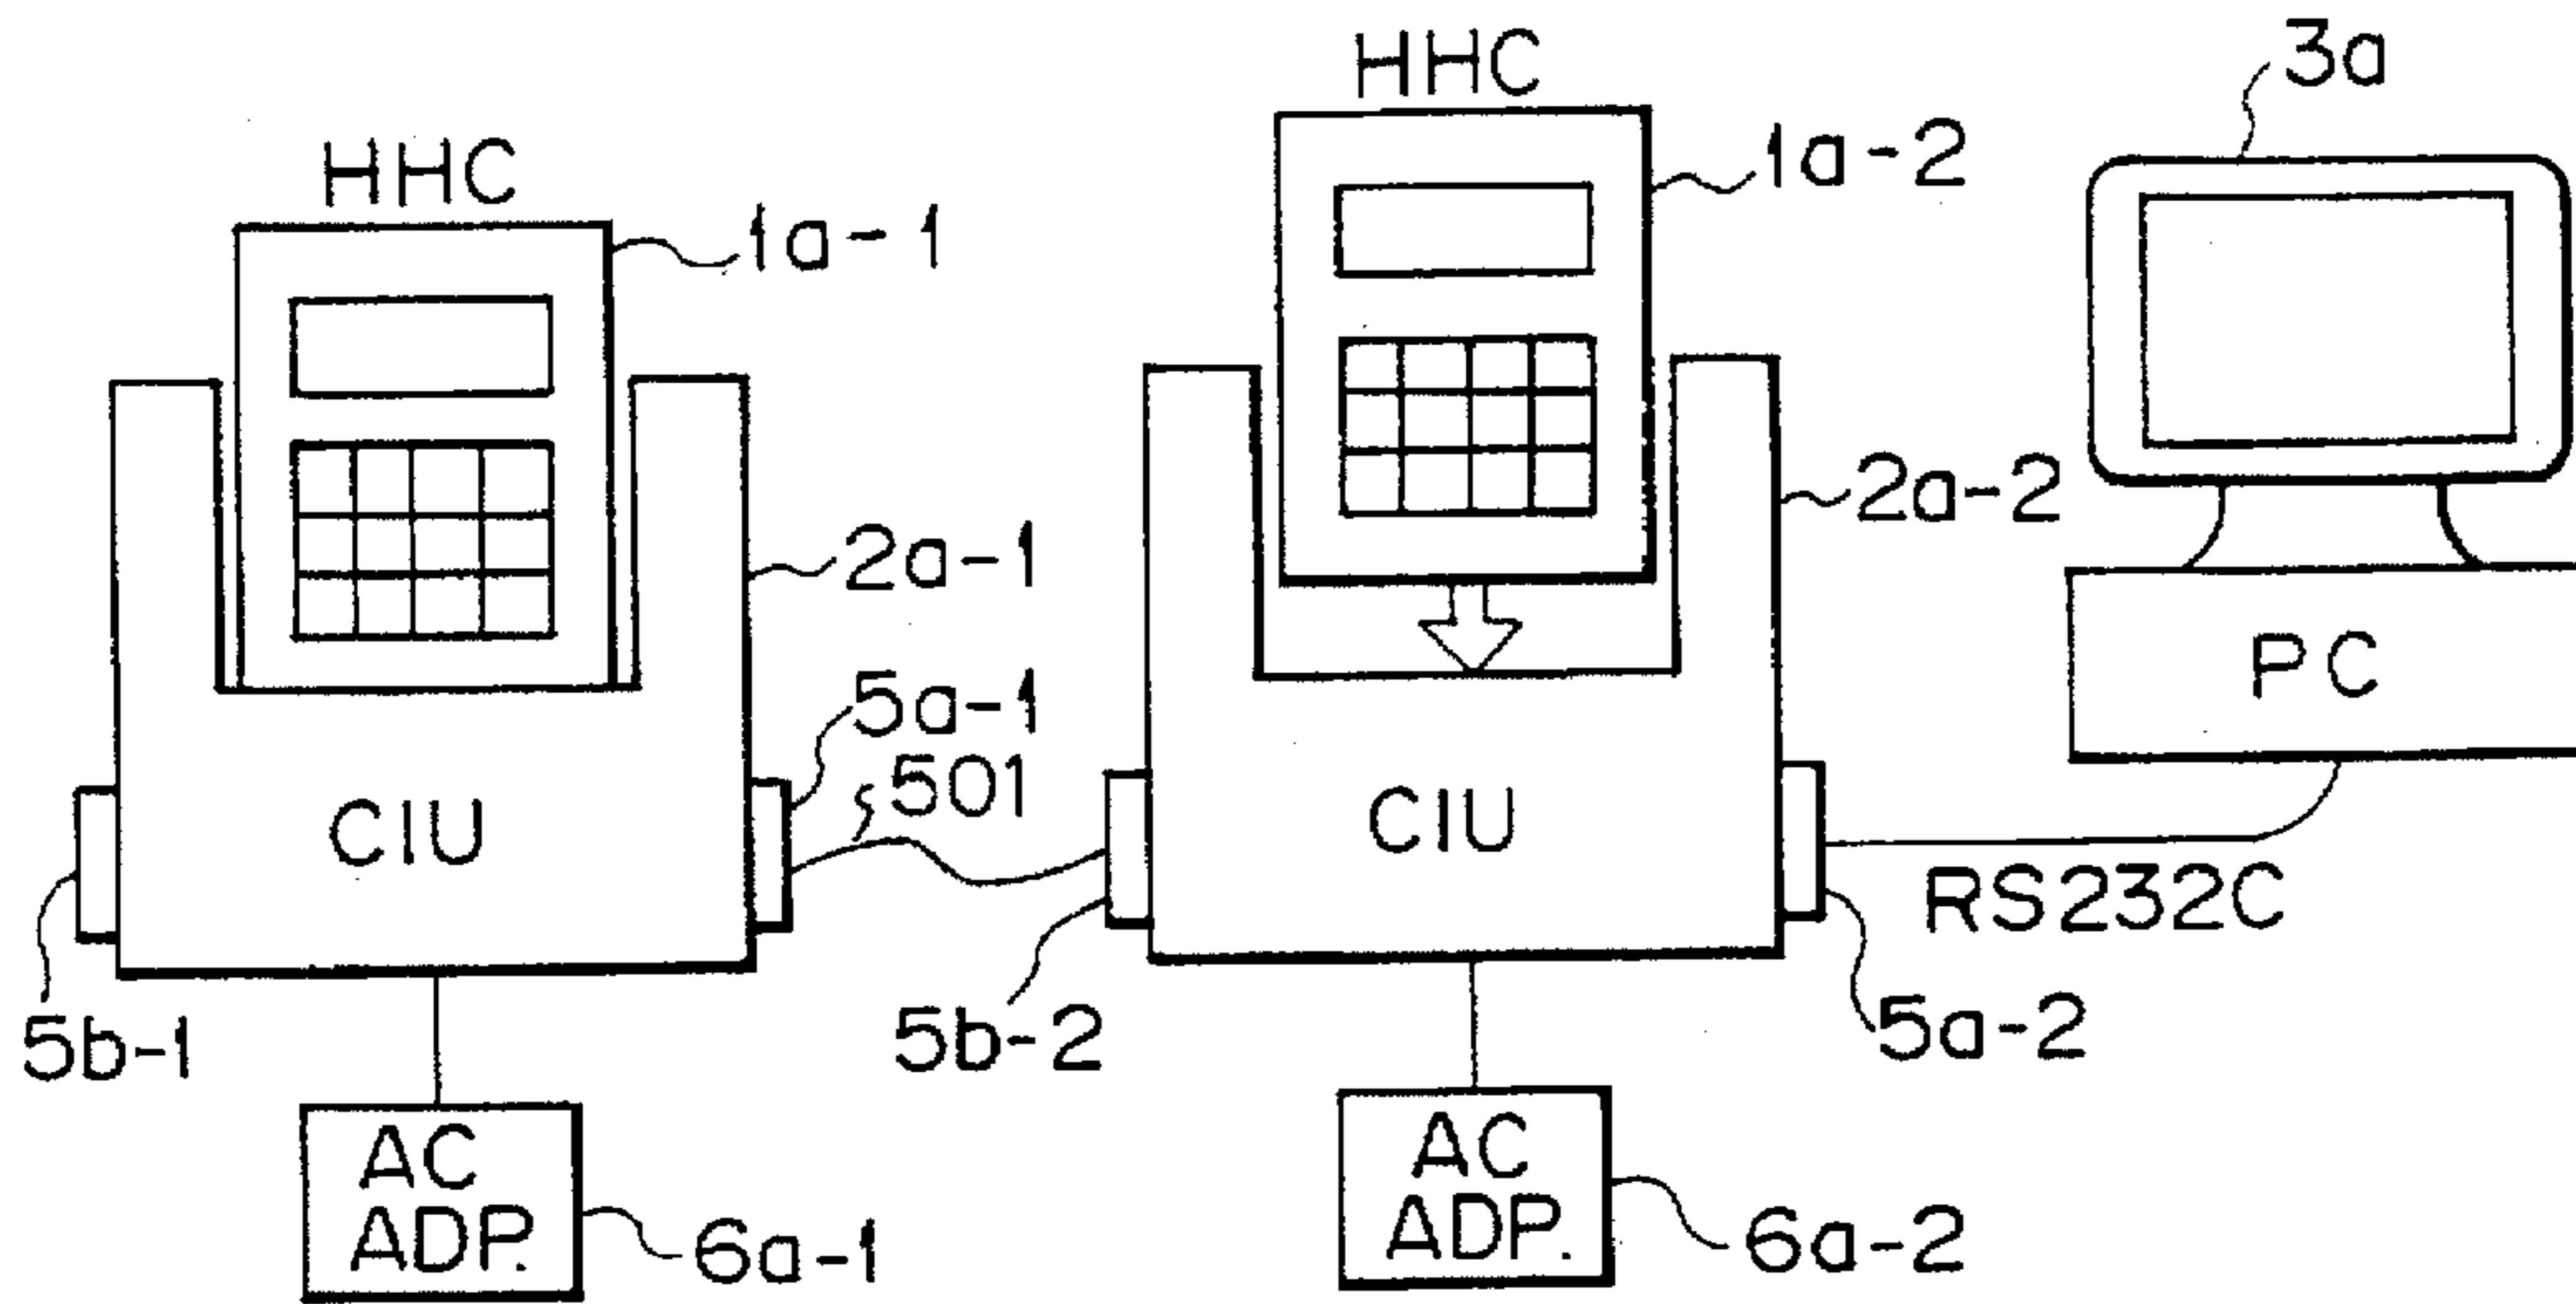 HHC
3a
HHC
1a-2
1a-1
2a-2
2a-1
PC
5a-1
501
CIU
CIU
RS232C
5b-1
5b-2
5a-2
AC
ADP.
AC
ADP.
6a-1
6a-2